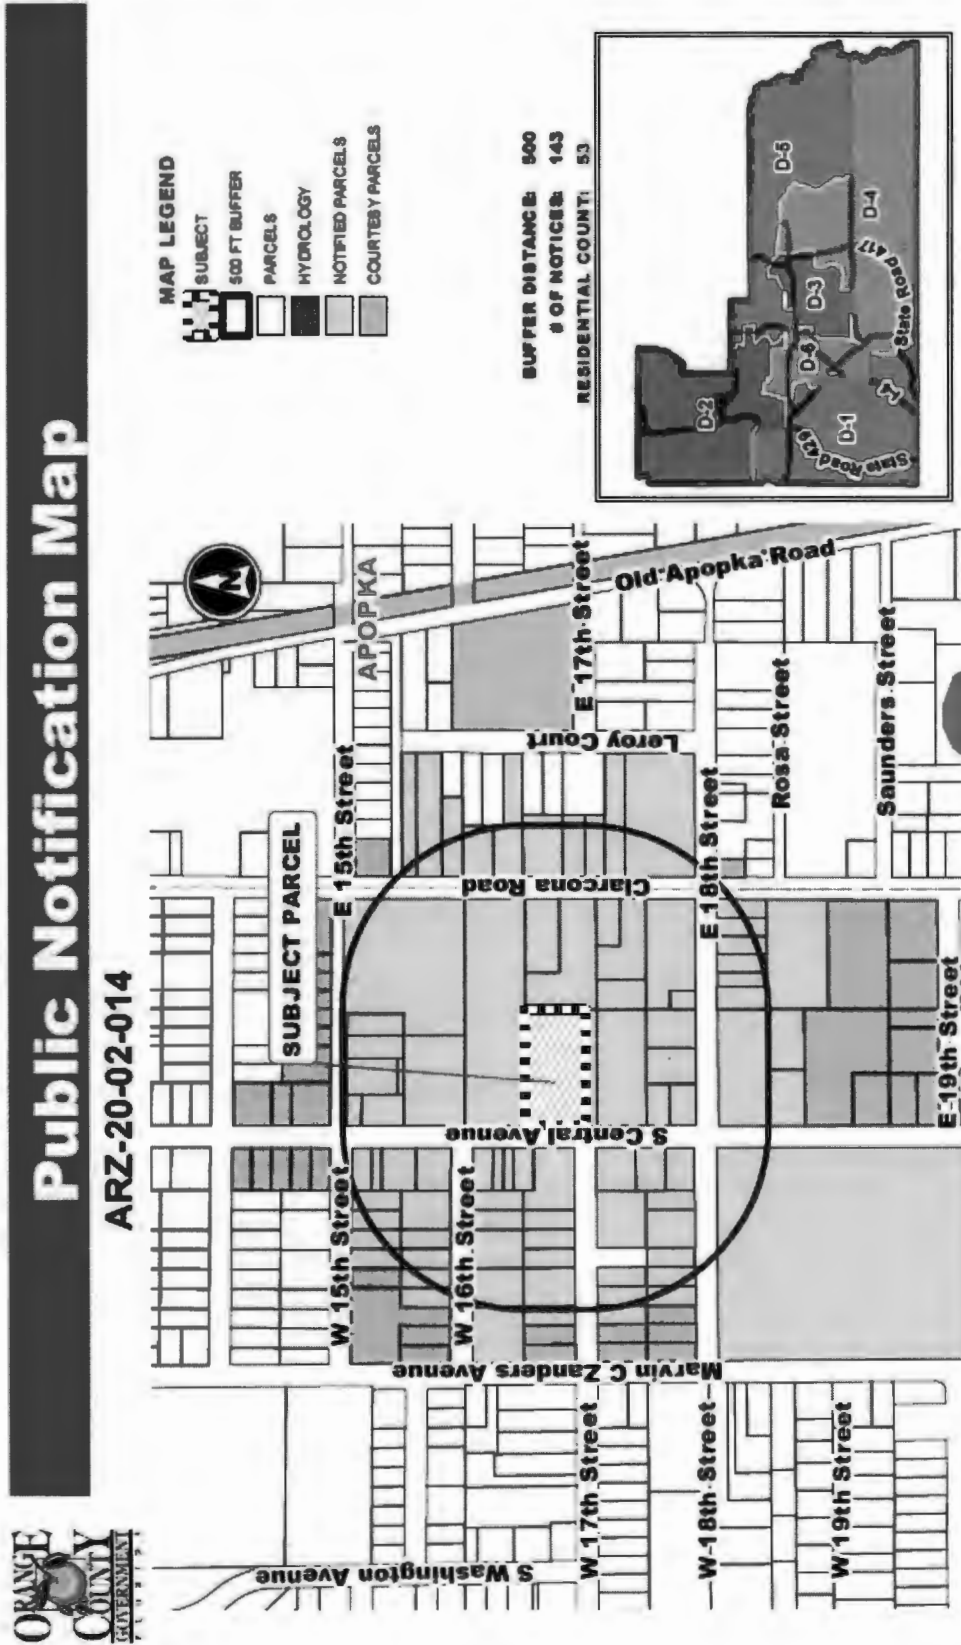 ORANGE
COUNTY
GOVERNMENT
Public Notification Map
ARZ-20-02-014
MAP LEGEND
SUBJECT
500 FT BUFFER
PARCELS
HYDROLOGY
NOTIFIED PARCELS
COURTESY PARCELS
BUFFER DISTANCE: 500
# OF NOTICES: 143
RESIDENTIAL COUNT: 53
SUBJECT PARCEL
N
APOPKA
W 15th Street
E 15th Street
W 16th Street
E 17th Street
W 17th Street
E 18th Street
W 18th Street
E 19th Street
W 19th Street
S Washington Avenue
Marvin C Zanders Avenue
S Central Avenue
Clarcona Road
Leroy Court
Old Apopka Road
Rosa Street
Saunders Street
D-2
D-5
D-6
D-3
D-4
D-1
I-4
State Road 429
State Road 417